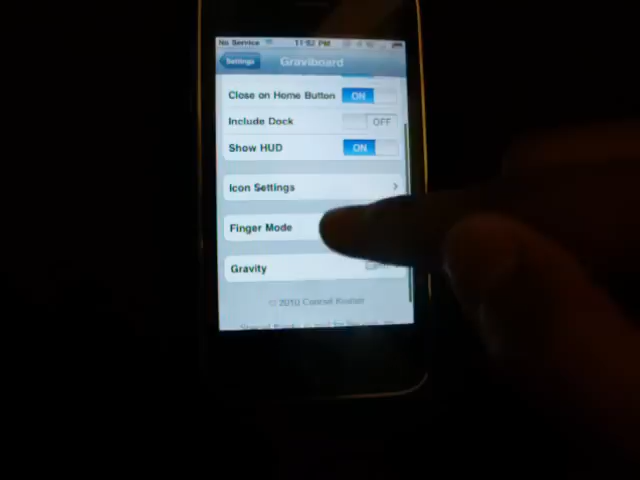 No Service 11:52 PM
Settings Graviboard
Close on Home Button ON
Include Dock OFF
Show HUD ON
Icon Settings
Finger Mode
Gravity
© 2010 Conrad